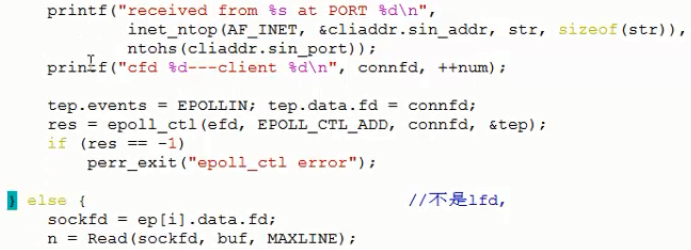 printf("received from %s at PORT %d\n",
inet_ntop(AF_INET, &cliaddr.sin_addr, str, sizeof(str)),
ntohs(cliaddr.sin_port));
printf("cfd %d---client %d\n", connfd, ++num);
tep.events = EPOLLIN; tep.data.fd = connfd;
res = epoll_ctl(efd, EPOLL_CTL_ADD, connfd, &tep);
if (res == -1)
perr_exit("epoll_ctl error");
} else { //不是lfd,
sockfd = ep[i].data.fd;
n = Read(sockfd, buf, MAXLINE);